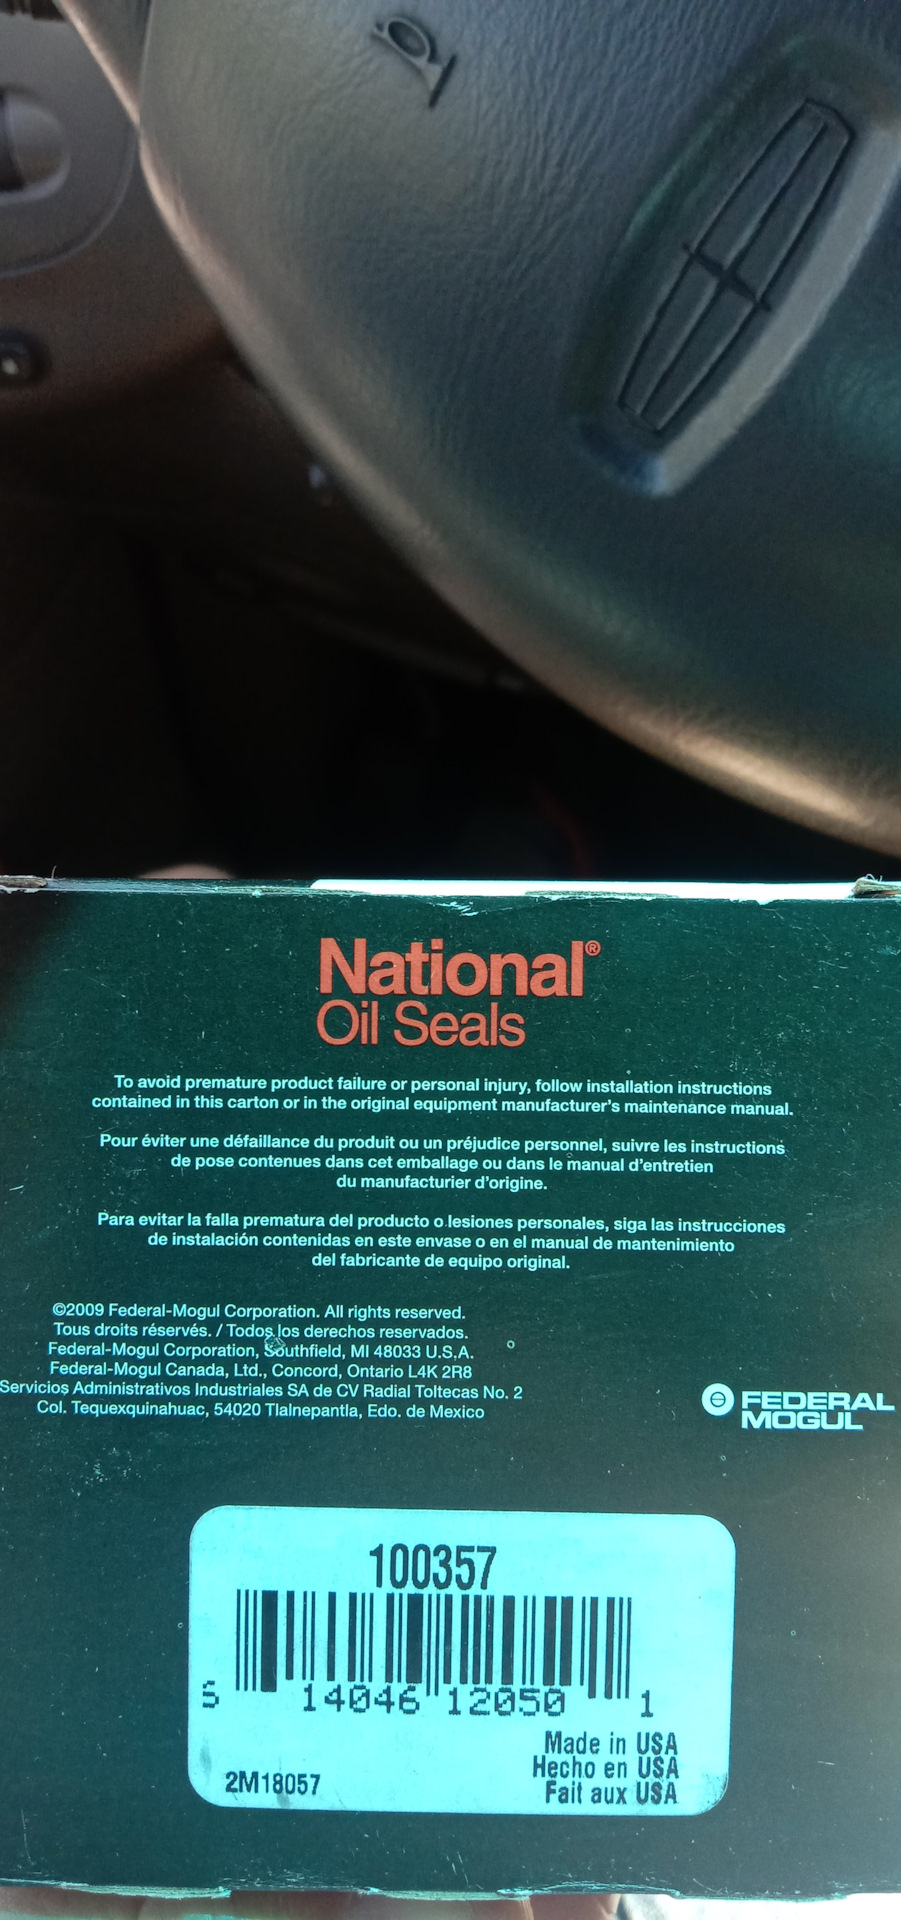 National®
Oil Seals
To avoid premature product failure or personal injury, follow installation instructions
contained in this carton or in the original equipment manufacturer's maintenance manual.
Pour éviter une défaillance du produit ou un préjudice personnel, suivre les instructions
de pose contenues dans cet emballage ou dans le manual d'entretien
du manufacturier d'origine.
Para evitar la falla prematura del producto o lesiones personales, siga las instrucciones
de instalación contenidas en este envase o en el manual de mantenimiento
del fabricante de equipo original.
©2009 Federal-Mogul Corporation. All rights reserved.
Tous droits réservés. / Todos los derechos reservados.
Federal-Mogul Corporation, Southfield, MI 48033 U.S.A.
Federal-Mogul Canada, Ltd., Concord, Ontario L4K 2R8
Servicios Administrativos Industriales SA de CV Radial Toltecas No. 2
Col. Tequexquinahuac, 54020 Tlalnepantla, Edo. de Mexico
FEDERAL
MOGUL
100357
5 14046 12050 1
Made in USA
Hecho en USA
2M18057 Fait aux USA